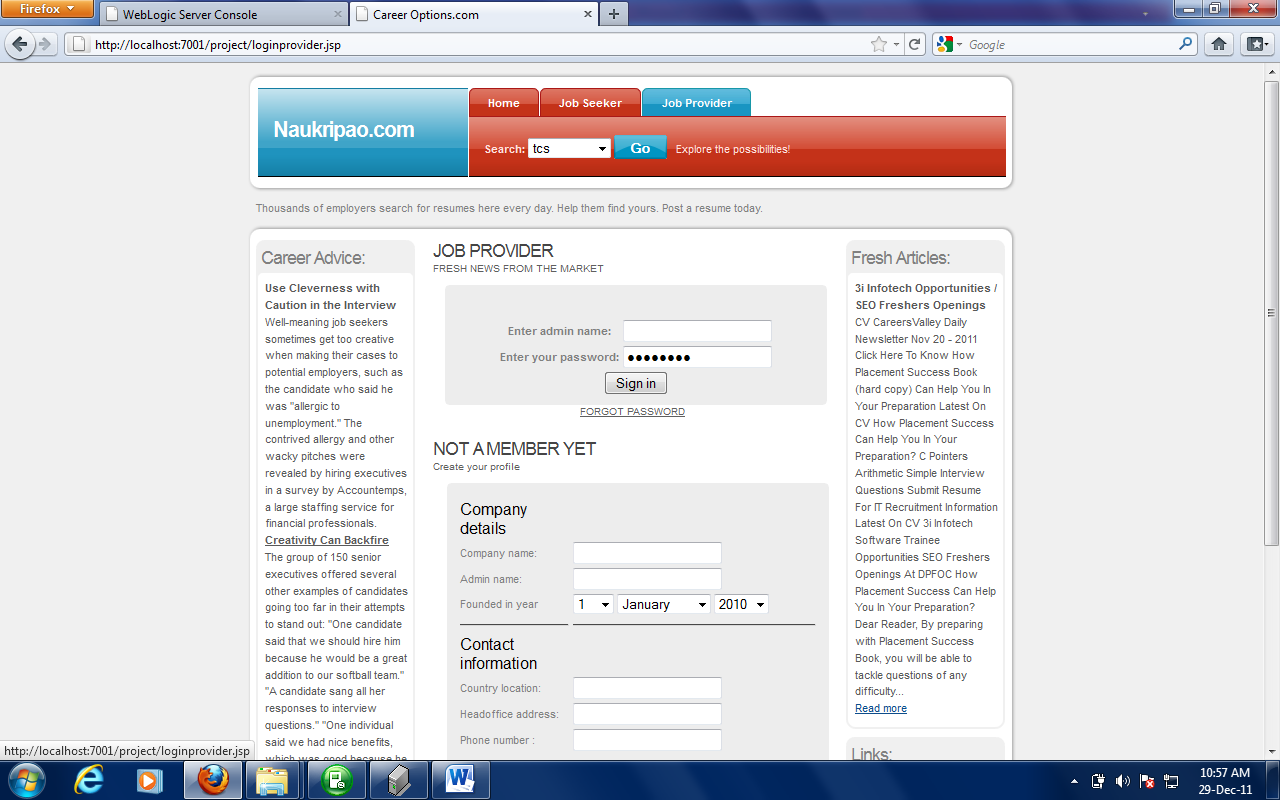 Firefox
WebLogic Server Console
Career Options.com
http://localhost:7001/project/loginprovider.jsp
Google
Naukripao.com
Home
Job Seeker
Job Provider
Search:
tcs
Go
Explore the possibilities!
Thousands of employers search for resumes here every day. Help them find yours. Post a resume today.
Career Advice:
Use Cleverness with
Caution in the Interview
Well-meaning job seekers
sometimes get too creative
when making their cases to
potential employers, such as
the candidate who said he
was "allergic to
unemployment." The
contrived allergy and other
wacky pitches were
revealed by hiring executives
in a survey by Accountemps,
a large staffing service for
financial professionals.
Creativity Can Backfire
The group of 150 senior
executives offered several
other examples of candidates
going too far in their attempts
to stand out: "One candidate
said that we should hire him
because he would be a great
addition to our softball team."
"A candidate sang all her
responses to interview
questions." "One individual
said we had nice benefits,
which was good because he
JOB PROVIDER
FRESH NEWS FROM THE MARKET
Enter admin name:
Enter your password:
Sign in
FORGOT PASSWORD
NOT A MEMBER YET
Create your profile
Company
details
Company name:
Admin name:
Founded in year
1
January
2010
Contact
information
Country location:
Headoffice address:
Phone number :
Fresh Articles:
3i Infotech Opportunities /
SEO Freshers Openings
CV CareersValley Daily
Newsletter Nov 20 - 2011
Click Here To Know How
Placement Success Book
(hard copy) Can Help You In
Your Preparation Latest On
CV How Placement Success
Can Help You In Your
Preparation? C Pointers
Arithmetic Simple Interview
Questions Submit Resume
For IT Recruitment Information
Latest On CV 3i Infotech
Software Trainee
Opportunities SEO Freshers
Openings At DPFOC How
Placement Success Can Help
You In Your Preparation?
Dear Reader, By preparing
with Placement Success
Book, you will be able to
tackle questions of any
difficulty...
Read more
Links:
http://localhost:7001/project/loginprovider.jsp
10:57 AM
29-Dec-11